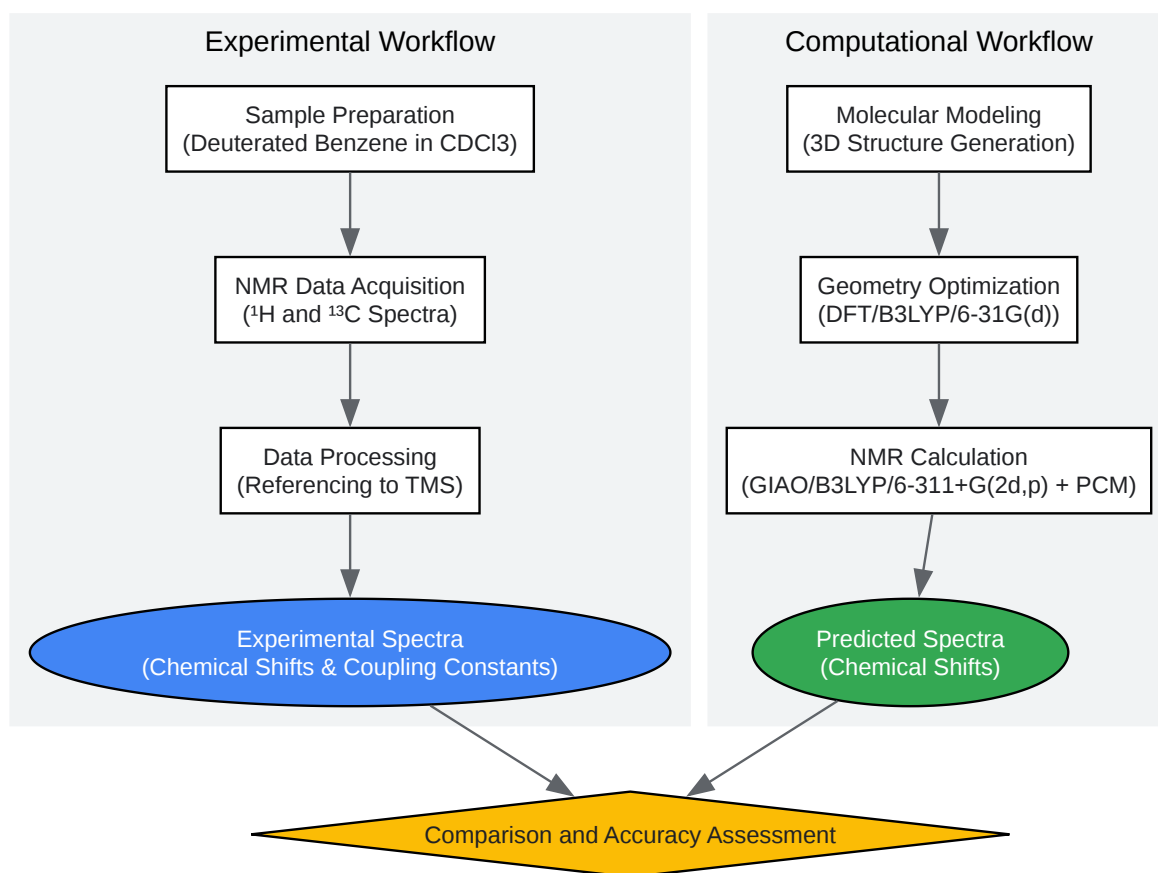 Experimental Workflow
Sample Preparation
(Deuterated Benzene in CDCl3)
NMR Data Acquisition
(¹H and ¹³C Spectra)
Data Processing
(Referencing to TMS)
Experimental Spectra
(Chemical Shifts & Coupling Constants)
Computational Workflow
Molecular Modeling
(3D Structure Generation)
Geometry Optimization
(DFT/B3LYP/6-31G(d))
NMR Calculation
(GIAO/B3LYP/6-311+G(2d,p) + PCM)
Predicted Spectra
(Chemical Shifts)
Comparison and Accuracy Assessment